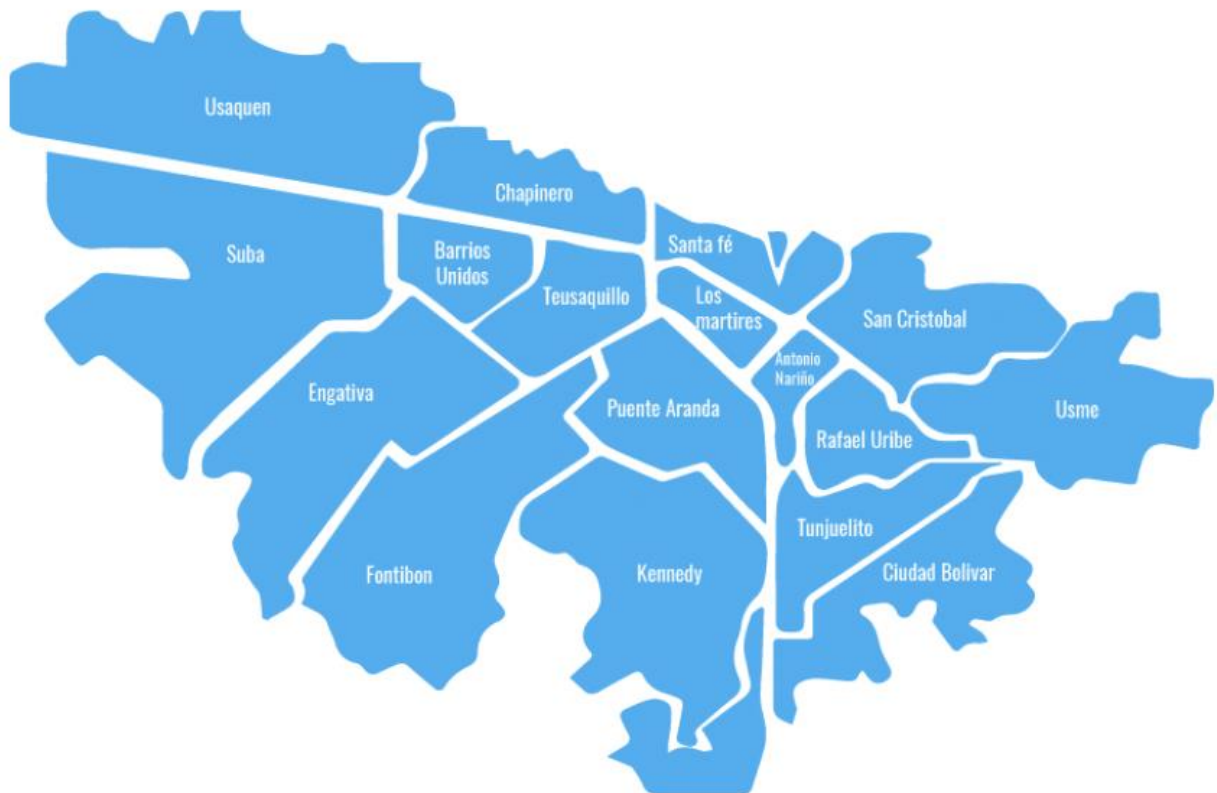 Usaquen
Chapinero
Suba
Barrios
Unidos
Teusaquillo
Santa fé
Los
martires
San Cristobal
Antonio
Nariño
Engativa
Puente Aranda
Usme
Rafael Uribe
Tunjuelito
Fontibon
Kennedy
Ciudad Bolivar